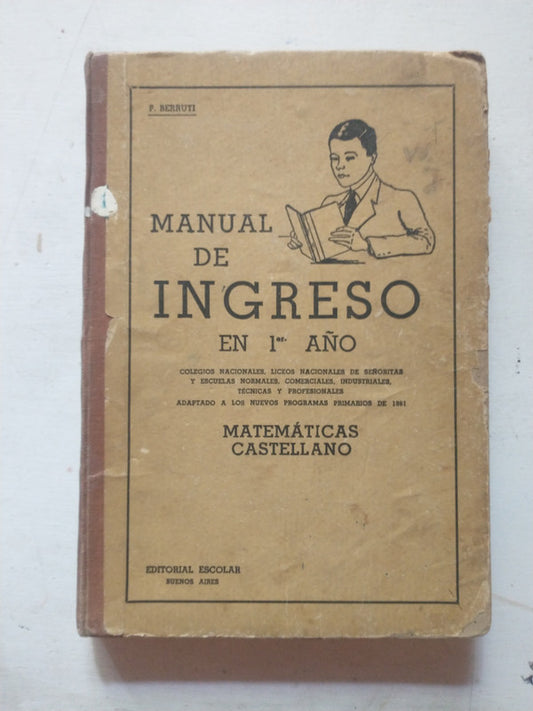 P. BERRUTI
MANUAL
DE
INGRESO
EN 1er. AÑO
COLEGIOS NACIONALES, LICEOS NACIONALES DE SEÑORITAS
Y ESCUELAS NORMALES, COMERCIALES, INDUSTRIALES,
TÉCNICAS Y PROFESIONALES
ADAPTADO A LOS NUEVOS PROGRAMAS PRIMARIOS DE 1961
MATEMÁTICAS
CASTELLANO
EDITORIAL ESCOLAR
BUENOS AIRES